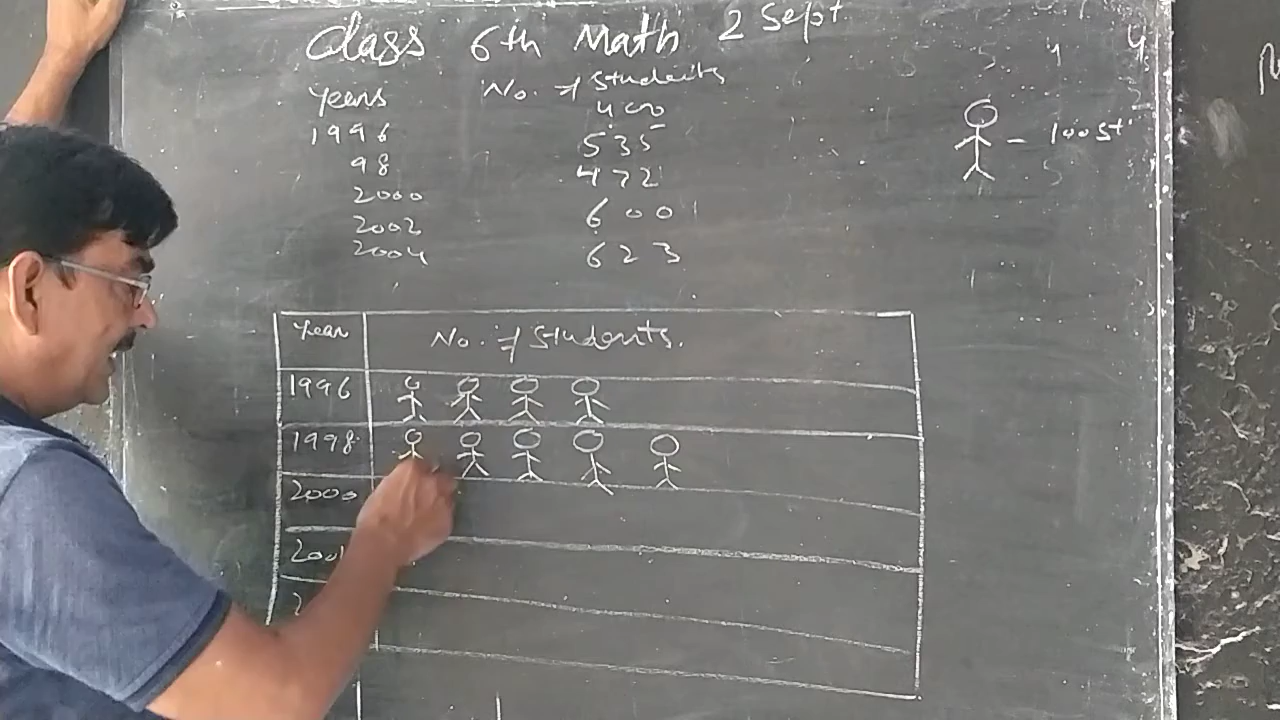 Class 6th Math 2 Sept
Years No. of Students
400
1996 535
98 472
2000
2002 600
2004 623
- 100 st
Year No. of Students.
1996
1998
2000